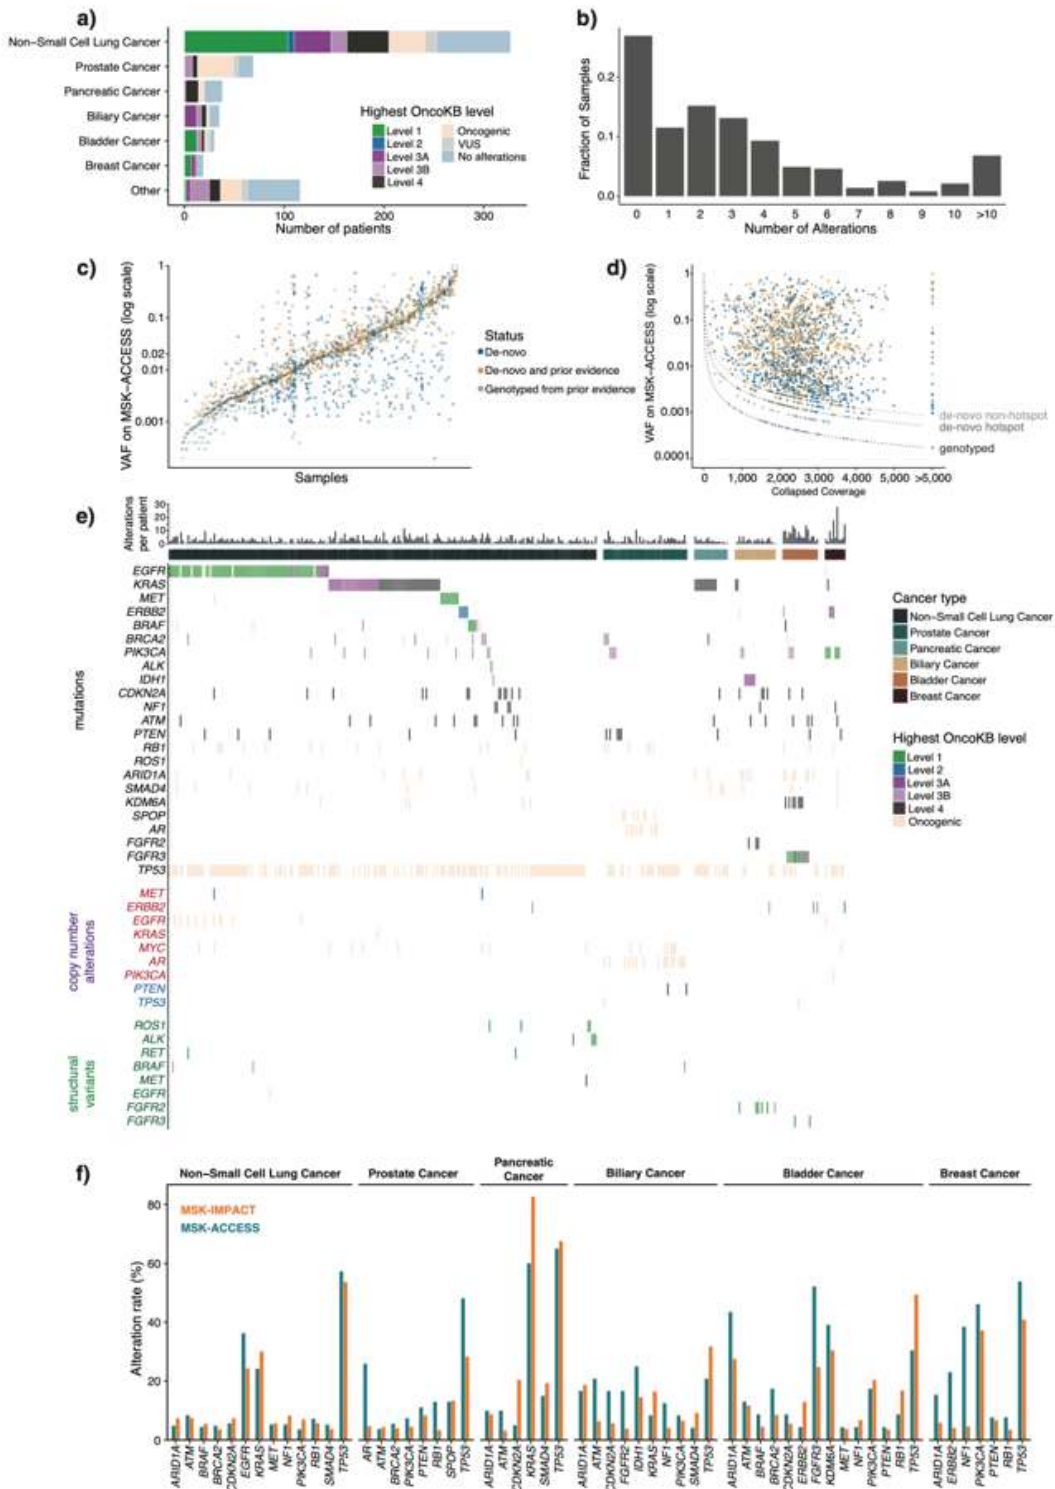 a)
Non–Small Cell Lung Cancer
Prostate Cancer
Pancreatic Cancer
Biliary Cancer
Bladder Cancer
Breast Cancer
Other
Highest OncoKB level
Level 1
Level 2
Level 3A
Level 3B
Level 4
Oncogenic
VUS
No alterations
0 100 200 300
Number of patients
b)
Fraction of Samples
0.2
0.1
0.0
0 1 2 3 4 5 6 7 8 9 10 >10
Number of Alterations
c)
VAF on MSK–ACCESS (log scale)
1
0.1
0.02
0.01
0.001
Samples
Status
De-novo
De-novo and prior evidence
Genotyped from prior evidence
d)
VAF on MSK–ACCESS (log scale)
1
0.1
0.01
0.001
0.0001
de-novo non-hotspot
de-novo hotspot
genotyped
0 1,000 2,000 3,000 4,000 5,000 >5,000
Collapsed Coverage
e)
Alterations
per patient
30
20
10
0
mutations
EGFR
KRAS
MET
ERBB2
BRAF
BRCA2
PIK3CA
ALK
IDH1
CDKN2A
NF1
ATM
PTEN
RB1
ROS1
ARID1A
SMAD4
KDM6A
SPOP
AR
FGFR2
FGFR3
TP53
copy number
alterations
MET
ERBB2
EGFR
KRAS
MYC
AR
PIK3CA
PTEN
TP53
structural
variants
ROS1
ALK
RET
BRAF
MET
EGFR
FGFR2
FGFR3
Cancer type
Non–Small Cell Lung Cancer
Prostate Cancer
Pancreatic Cancer
Biliary Cancer
Bladder Cancer
Breast Cancer
Highest OncoKB level
Level 1
Level 2
Level 3A
Level 3B
Level 4
Oncogenic
f)
Non–Small Cell Lung Cancer
Prostate Cancer
Pancreatic
Cancer
Biliary Cancer
Bladder Cancer
Breast Cancer
MSK-IMPACT
MSK-ACCESS
Alteration rate (%)
80
60
40
20
0
ARID1A ATM BRAF BRCA2 CDKN2A EGFR KRAS MET NF1 PIK3CA RB1 SMAD4 TP53
AR ATM BRCA2 PIK3CA PTEN RB1 SPOP TP53
ARID1A ATM CDKN2A KRAS SMAD4 TP53
ARID1A ATM CDKN2A FGFR2 IDH1 KRAS NF1 PIK3CA SMAD4 TP53
ARID1A ATM BRAF BRCA2 CDKN2A ERBB2 FGFR3 KDM6A MET NF1 PIK3CA PTEN RB1 TP53
ARID1A ERBB2 NF1 PIK3CA PTEN RB1 TP53